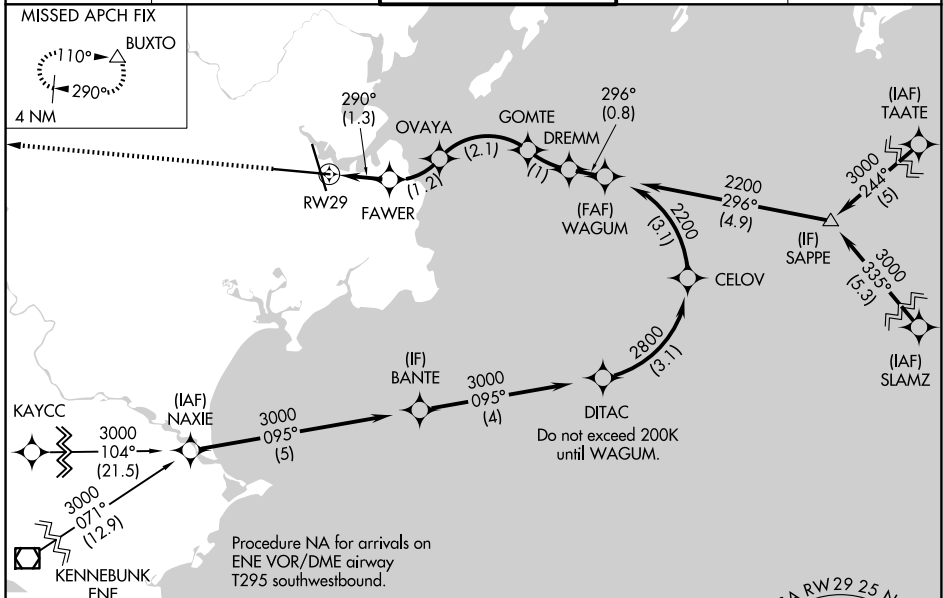 MISSED APCH FIX
BUXTO
110°
290°
4 NM
290°
(1.3)
OVAYA
GOMTE
DREMM
296°
(0.8)
(IAF)
TAATE
RW29
FAWER
(1.2)
(2.1)
(1)
(FAF)
WAGUM
2200
296°
(4.9)
3000
244°
(5)
(IF)
SAPPE
2200
(3.1)
CELOV
3000
335°
(5.3)
(IAF)
SLAMZ
2800
(3.1)
(IF)
BANTE
3000
095°
(4)
DITAC
Do not exceed 200K
until WAGUM.
KAYCC
(IAF)
NAXIE
3000
095°
(5)
3000
104°
(21.5)
3000
071°
(12.9)
KENNEBUNK
ENE
Procedure NA for arrivals on
ENE VOR/DME airway
T295 southwestbound.
RW29 25